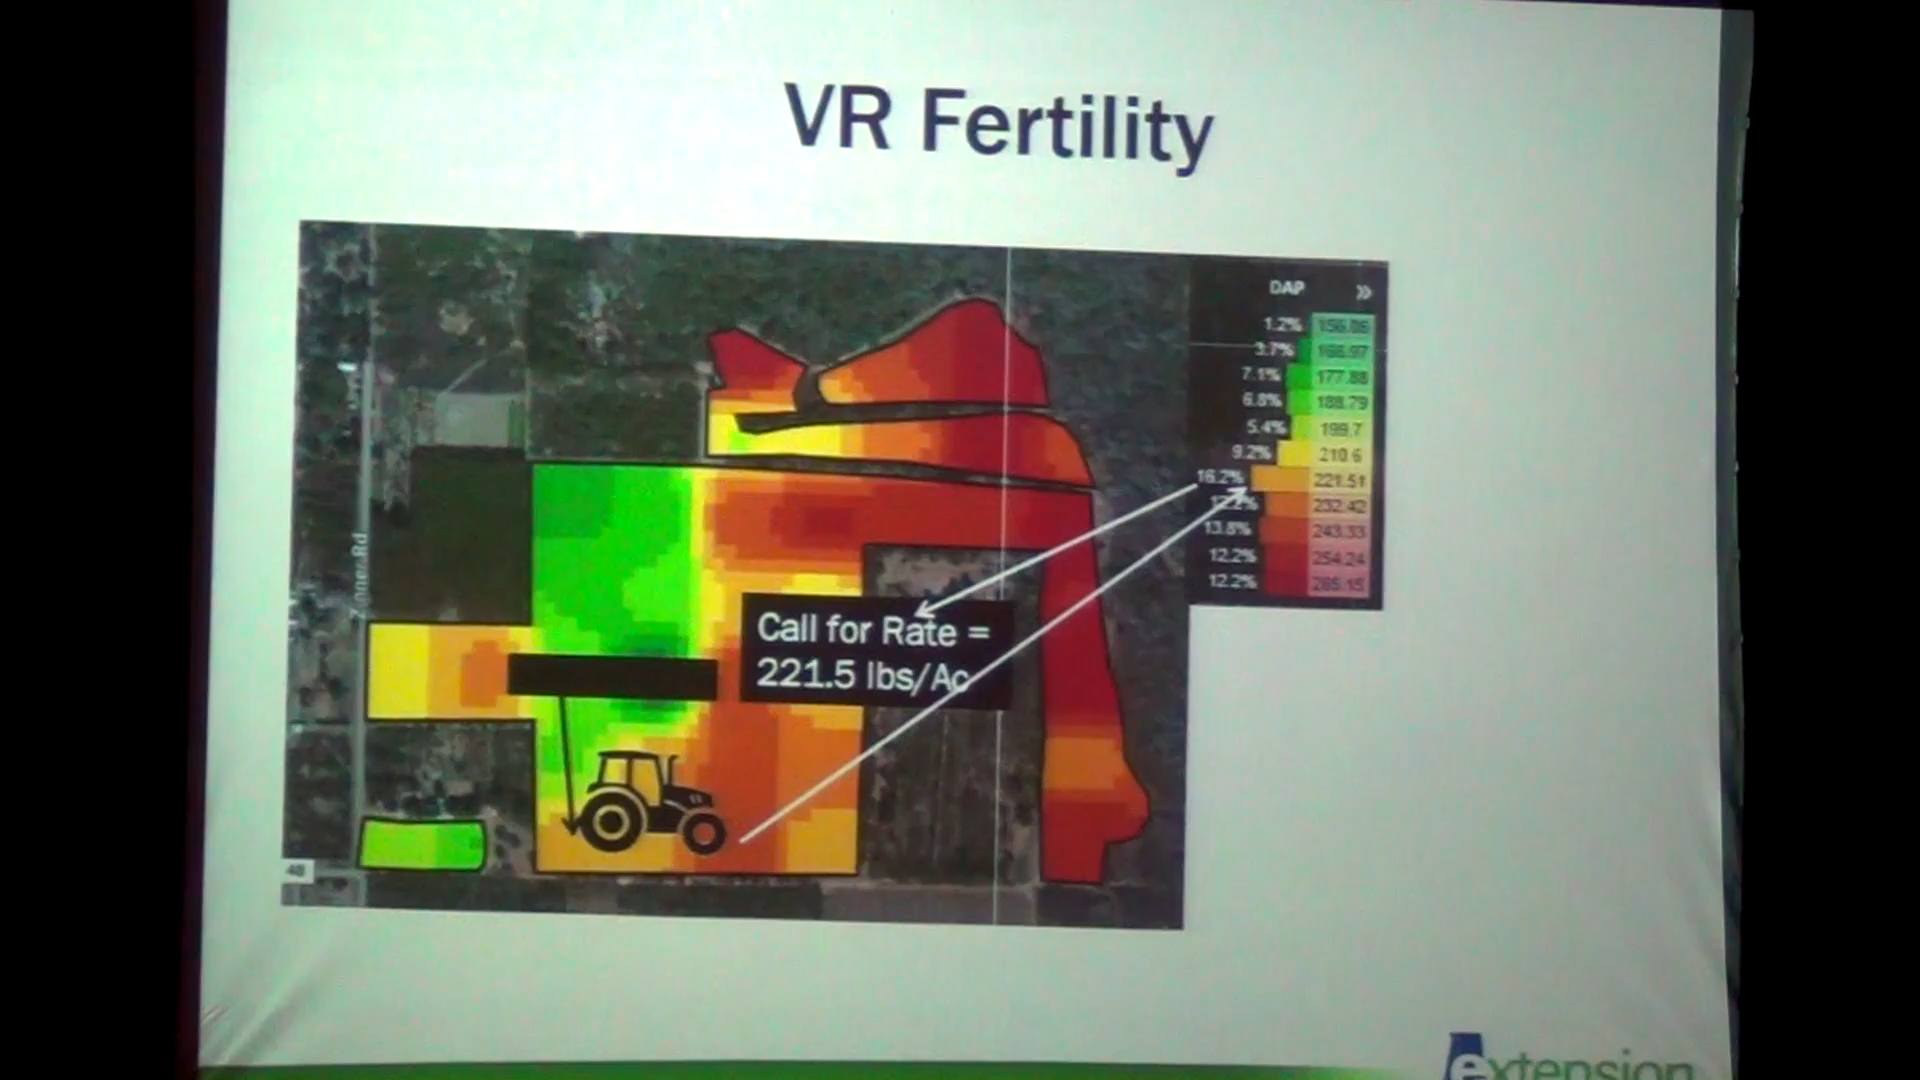 VR Fertility
DAP »
1.2% 156.06
3.7% 166.97
7.1% 177.88
6.8% 188.79
5.4% 199.7
9.2% 210.6
16.2% 221.51
12.2% 232.42
13.8% 243.33
12.2% 254.24
12.2% 265.15
Call for Rate =
221.5 lbs/Ac
Zinner Rd
48
extension